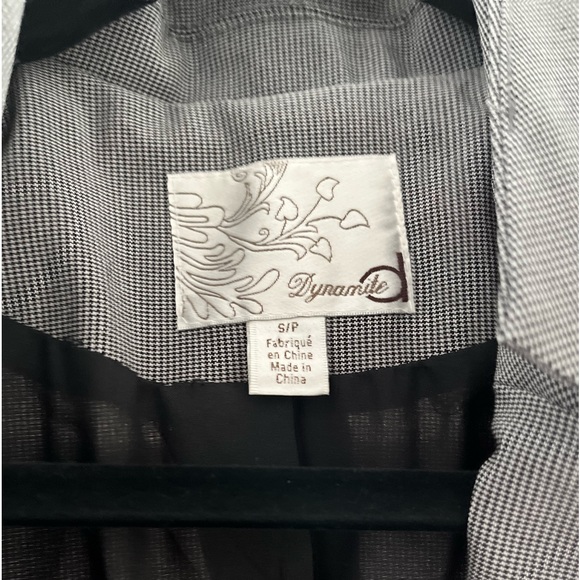 Dynamite d
S/P
Fabriqué
en Chine
Made in
China